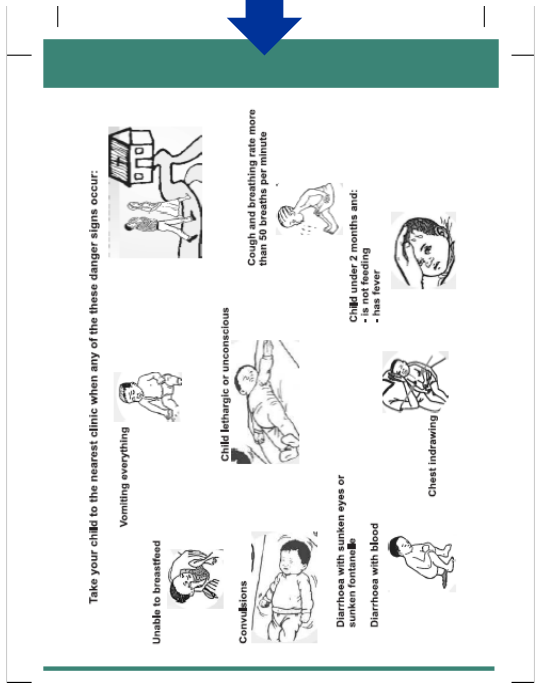 Take your child to the nearest clinic when any of the these danger signs occur:
Unable to breastfeed
Vomiting everything
Convulsions
Child lethargic or unconscious
Cough and breathing rate more
than 50 breaths per minute
Diarrhoea with sunken eyes or
sunken fontanelle
Diarrhoea with blood
Chest indrawing
Child under 2 months and:
- is not feeding
- has fever